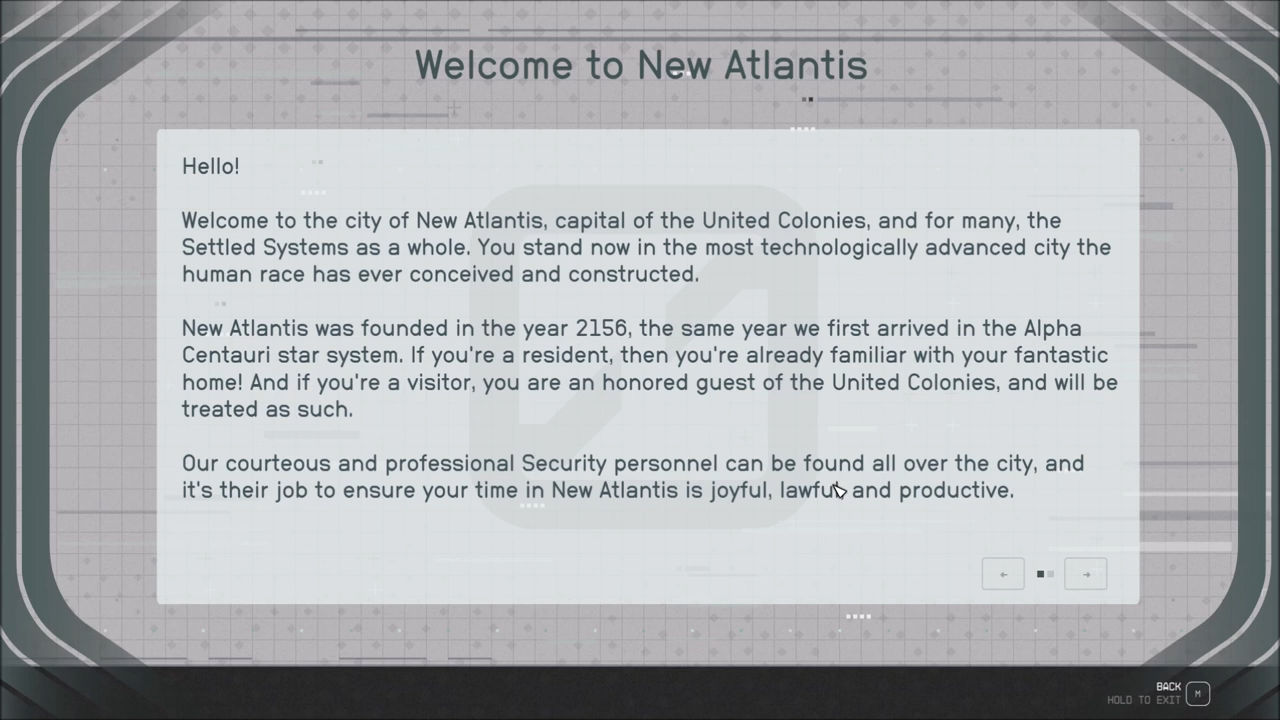 Welcome to New Atlantis
Hello!
Welcome to the city of New Atlantis, capital of the United Colonies, and for many, the
Settled Systems as a whole. You stand now in the most technologically advanced city the
human race has ever conceived and constructed.
New Atlantis was founded in the year 2156, the same year we first arrived in the Alpha
Centauri star system. If you're a resident, then you're already familiar with your fantastic
home! And if you're a visitor, you are an honored guest of the United Colonies, and will be
treated as such.
Our courteous and professional Security personnel can be found all over the city, and
it's their job to ensure your time in New Atlantis is joyful, lawful, and productive.
BACK
HOLD TO EXIT
M